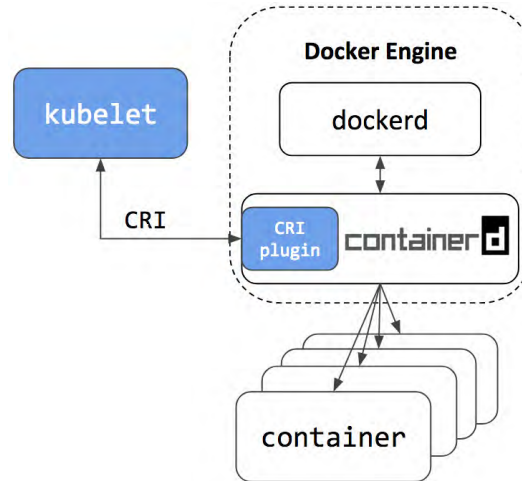 Docker Engine
kubelet
dockerd
CRI
CRI
plugin
containerd
container